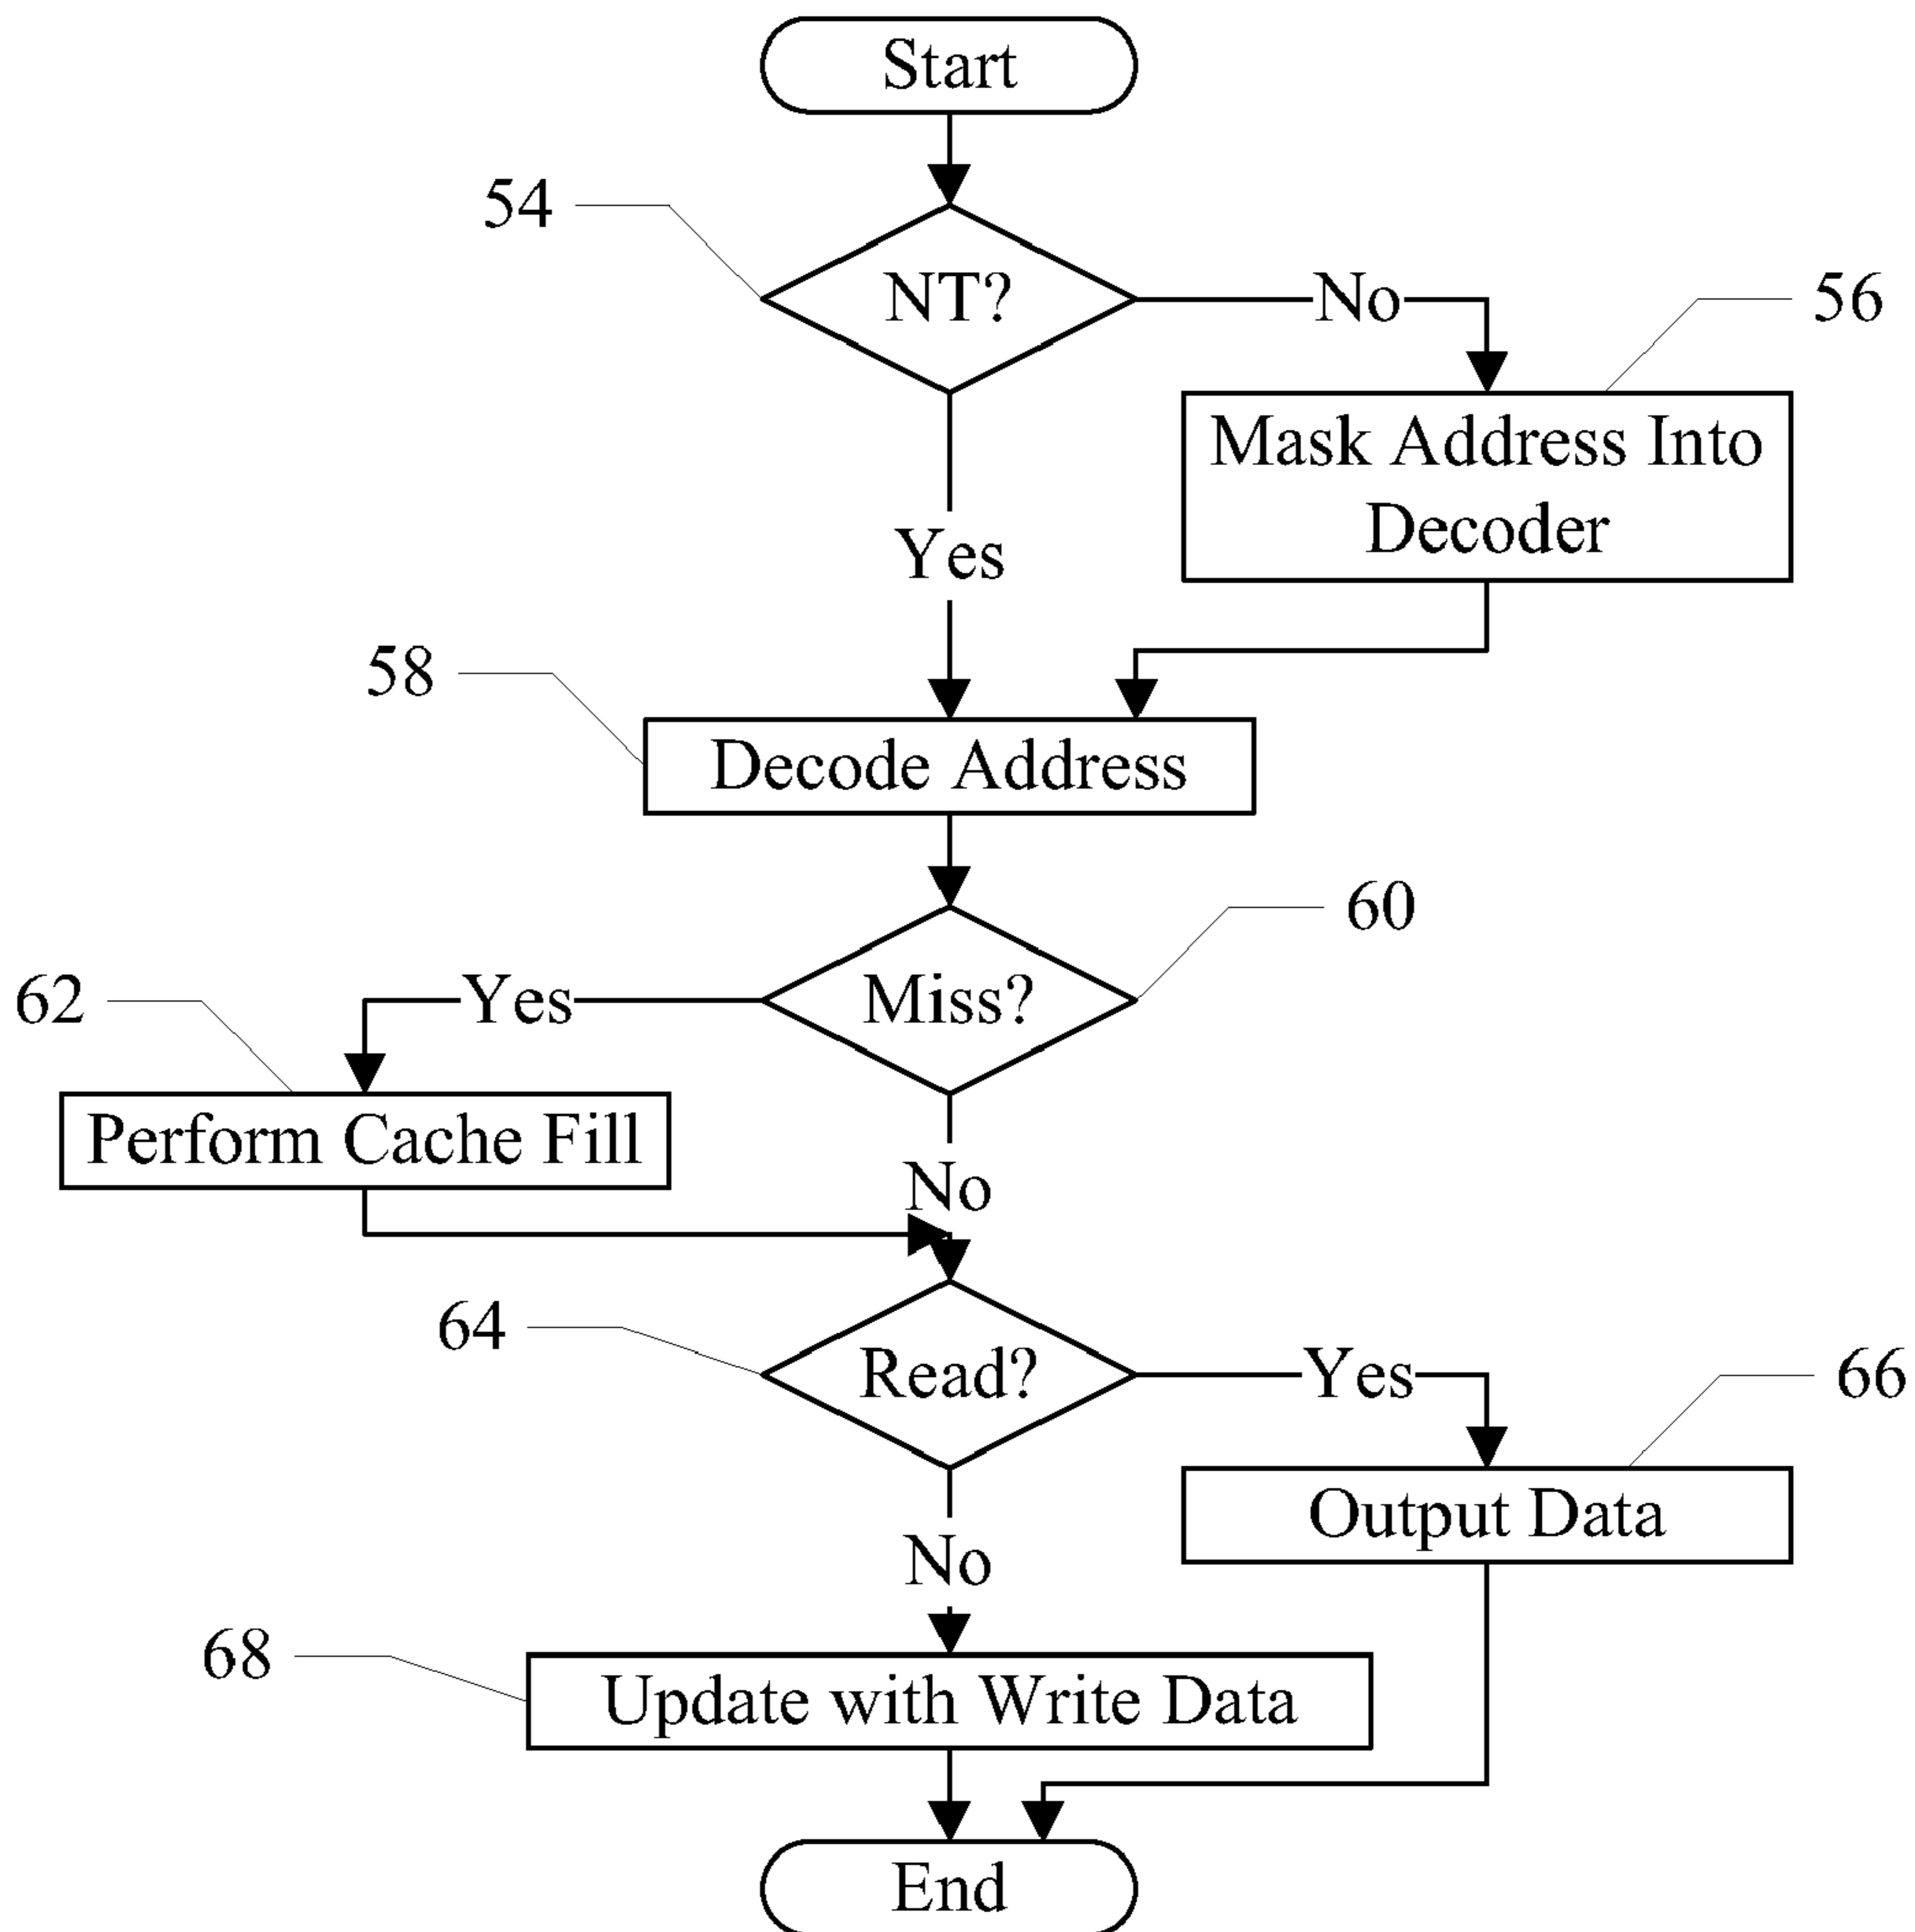 Start
54
NT?
No
56
Mask Address Into
Decoder
Yes
58
Decode Address
60
62
Yes
Miss?
Perform Cache Fill
No
64
Read?
Yes
66
Output Data
No
68
Update with Write Data
End